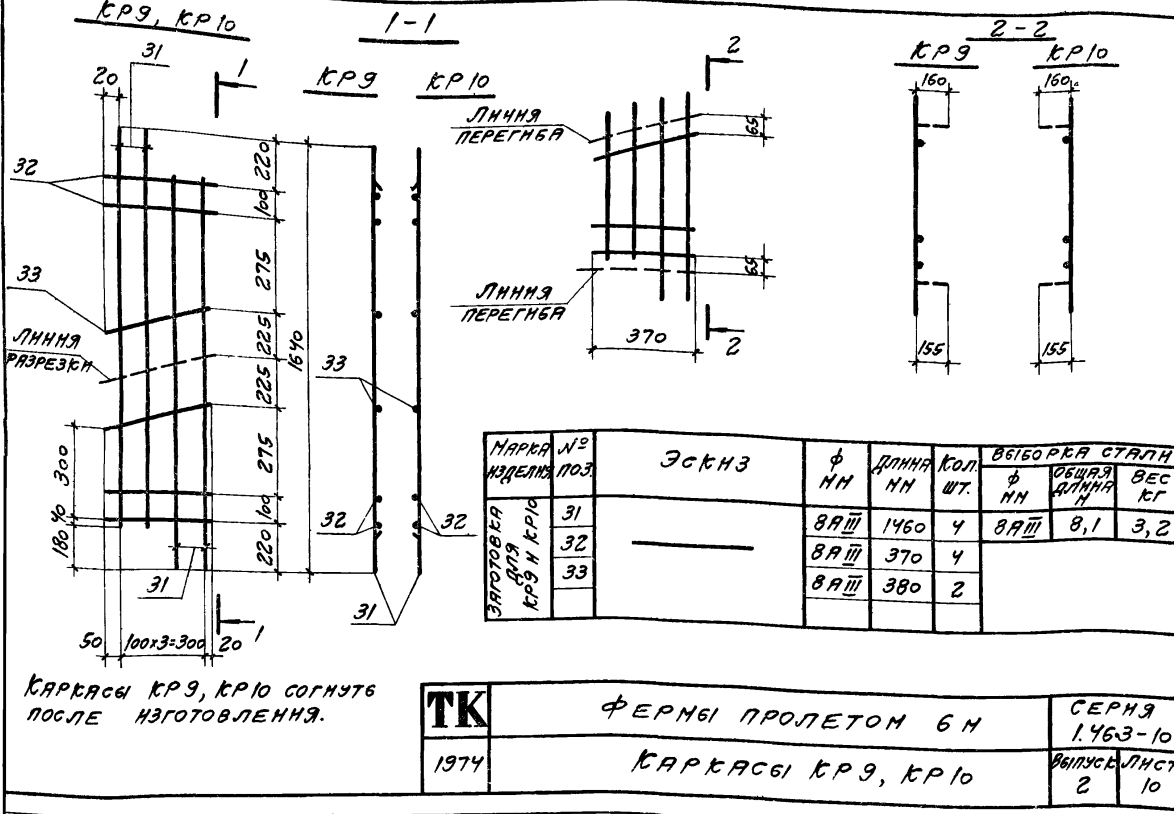 КР9, КР10
1-1
2-2
31
20
1
КР9
КР10
2
КР9
КР10
160
160
ЛИНИЯ
ПЕРЕГИБА
65
32
220
100
275
33
225
ЛИНИЯ
РАЗРЕЗКИ
225
1640
33
300
275
40
100
180
220
32
32
31
31
50
100х3=300
20
1
ЛИНИЯ
ПЕРЕГИБА
65
370
2
155
155
МАРКА ИЗДЕЛИЯ
№ ПОЗ.
ЭСКИЗ
ф ММ
ДЛИНА ММ
КОЛ. ШТ.
ВЫБОРКА СТАЛИ
ф ММ
ОБЩАЯ ДЛИНА М
ВЕС КГ
ЗАГОТОВКА ДЛЯ КР9 И КР10
31 8АIII 1460 4 8АIII 8,1 3,2
32 8АIII 370 4
33 8АIII 380 2
КАРКАСЫ КР9, КР10 СОГНУТЬ
ПОСЛЕ ИЗГОТОВЛЕНИЯ.
ТК
1974
ФЕРМЫ ПРОЛЕТОМ 6 М
КАРКАСЫ КР9, КР10
СЕРИЯ
1.463-10
ВЫПУСК
2
ЛИСТ
10